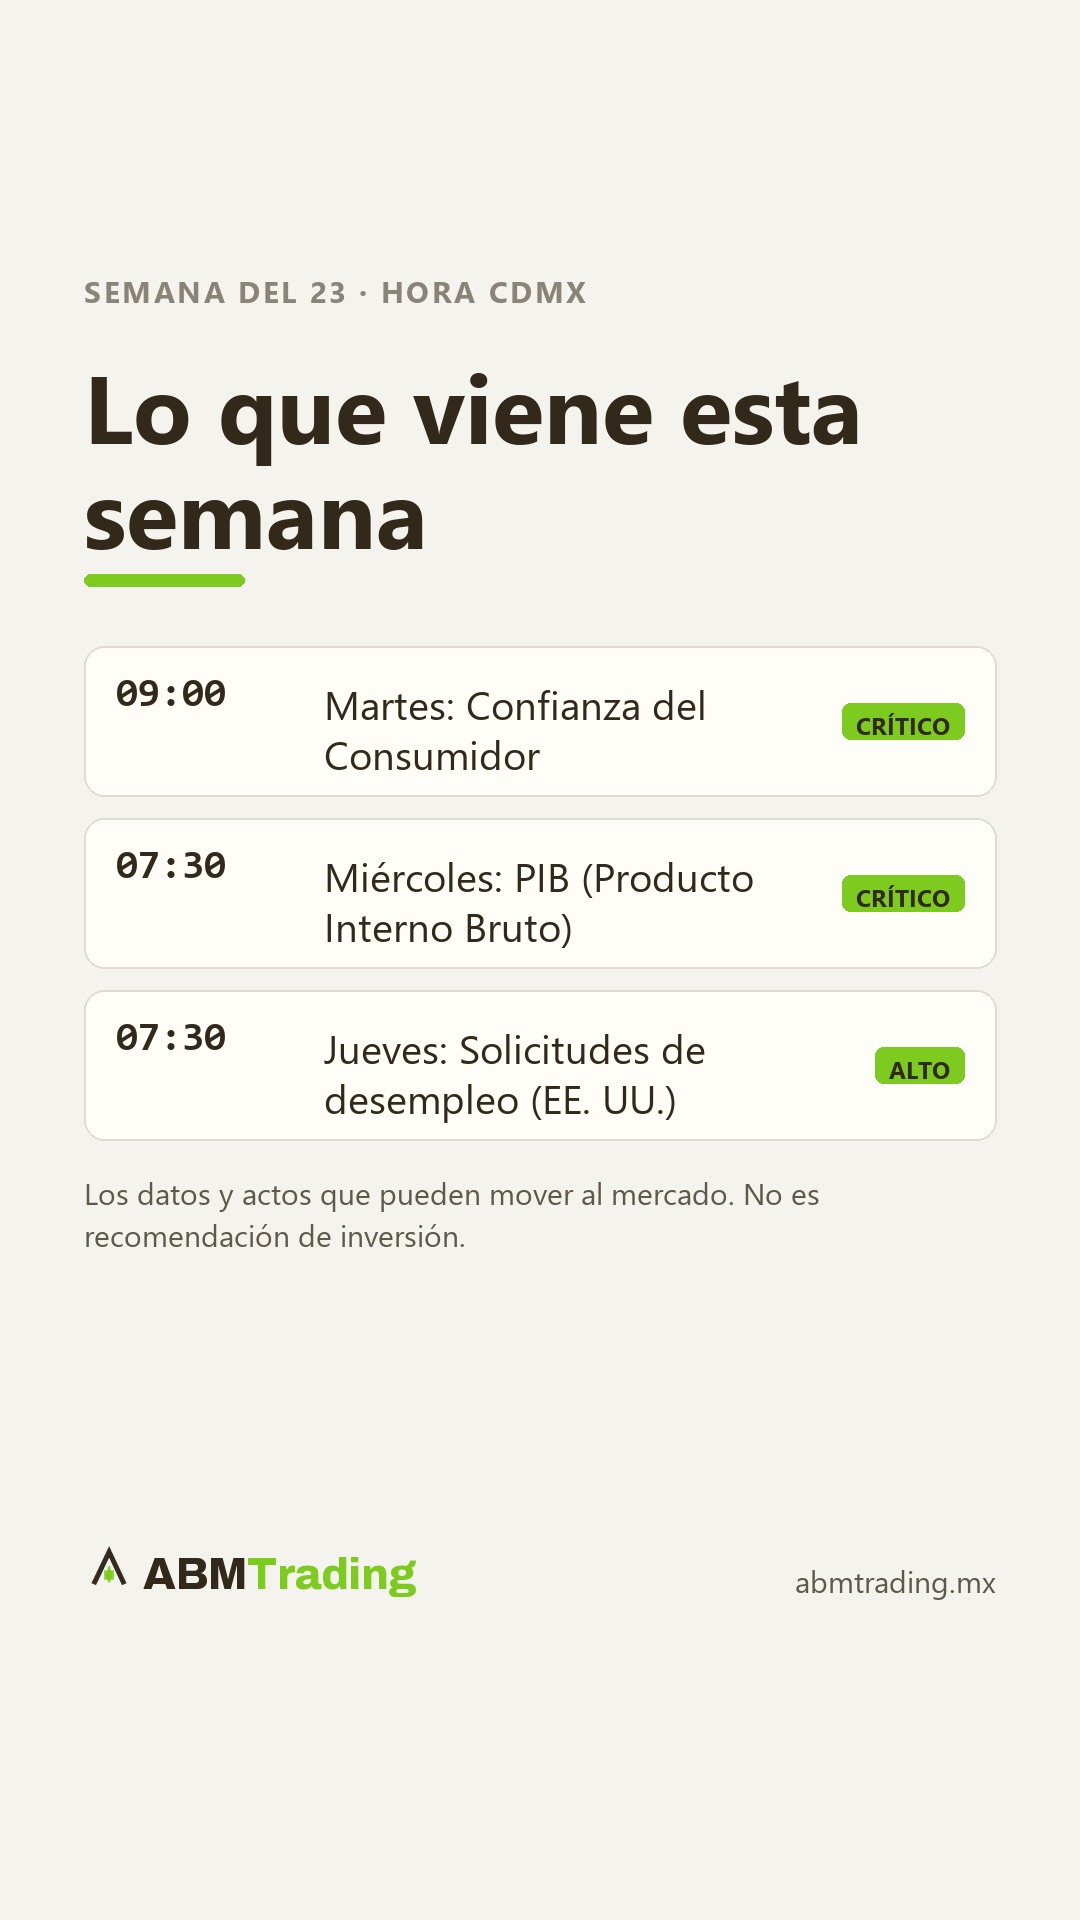 SEMANA DEL 23 · HORA CDMX
Lo que viene esta
semana
09:00
Martes: Confianza del
Consumidor
CRÍTICO
07:30
Miércoles: PIB (Producto
Interno Bruto)
CRÍTICO
07:30
Jueves: Solicitudes de
desempleo (EE. UU.)
ALTO
Los datos y actos que pueden mover al mercado. No es
recomendación de inversión.
ABMTrading
abmtrading.mx